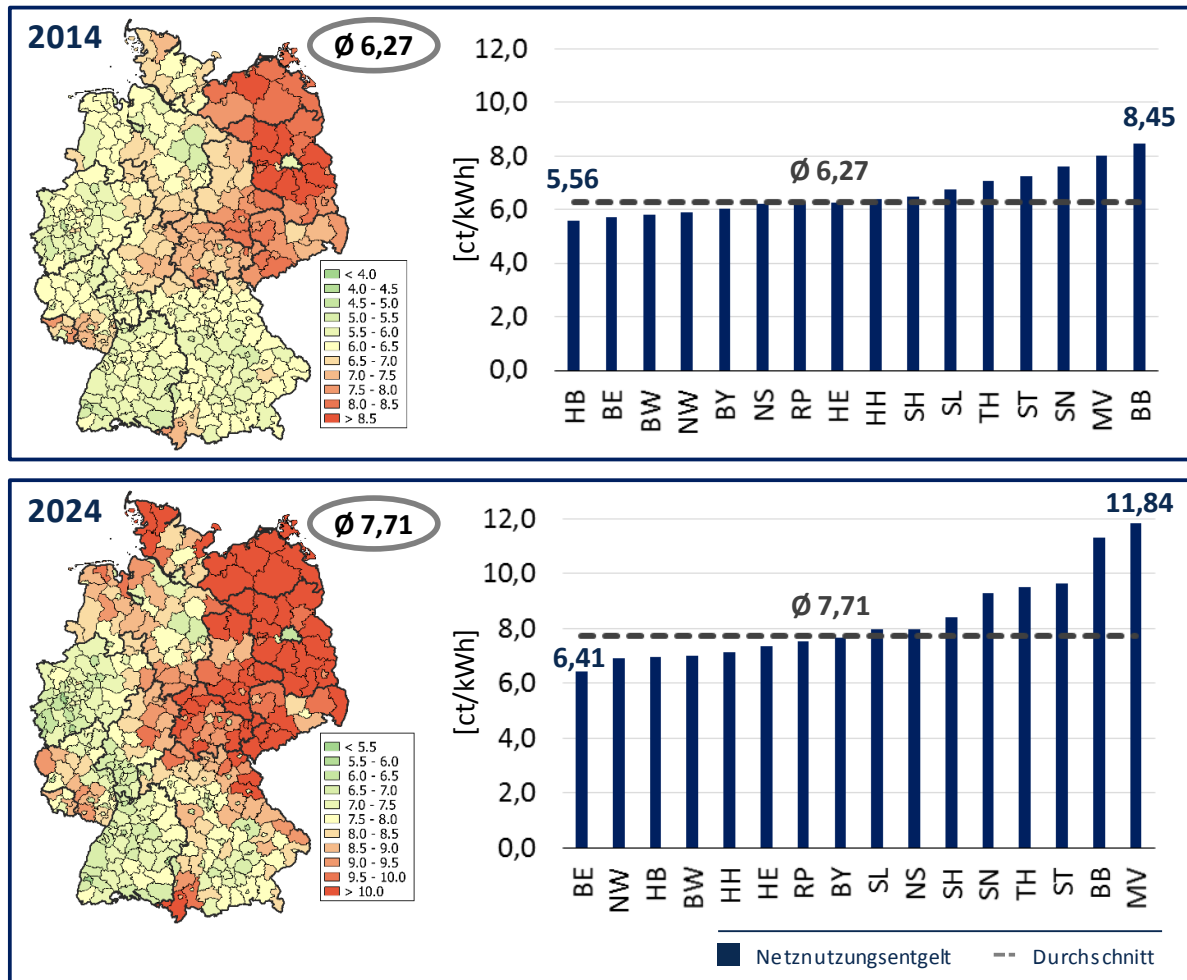 2014
Ø 6,27
< 4.0
4.0 - 4.5
4.5 - 5.0
5.0 - 5.5
5.5 - 6.0
6.0 - 6.5
6.5 - 7.0
7.0 - 7.5
7.5 - 8.0
8.0 - 8.5
> 8.5
[ct/kWh]
12,0
10,0
8,0
6,0
4,0
2,0
0,0
5,56
Ø 6,27
8,45
HB BE BW NW BY NS RP HE HH SH SL TH ST SN MV BB
2024
Ø 7,71
< 5.5
5.5 - 6.0
6.0 - 6.5
6.5 - 7.0
7.0 - 7.5
7.5 - 8.0
8.0 - 8.5
8.5 - 9.0
9.0 - 9.5
9.5 - 10.0
> 10.0
[ct/kWh]
12,0
10,0
8,0
6,0
4,0
2,0
0,0
6,41
Ø 7,71
11,84
BE NW HB BW HH HE RP BY SL NS SH SN TH ST BB MV
Netznutzungsentgelt Durchschnitt